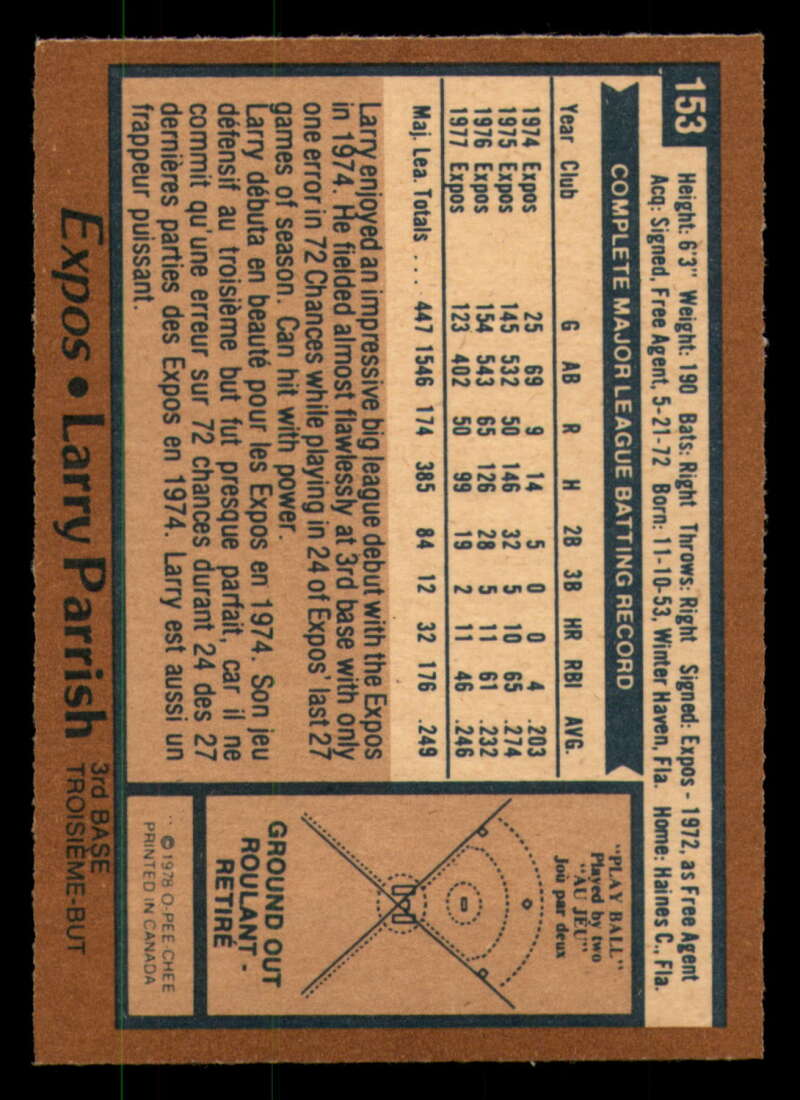 153
Height: 6'3" Weight: 190 Bats: Right Throws: Right Signed: Expos - 1972, as Free Agent
Acq: Signed, Free Agent, 5-21-72 Born: 11-10-53, Winter Haven, Fla. Home: Haines C., Fla.
COMPLETE MAJOR LEAGUE BATTING RECORD
Year Club G AB R H 2B 3B HR RBI AVG.
1974 Expos 25 69 9 14 5 0 0 4 .203
1975 Expos 145 532 50 146 32 5 10 65 .274
1976 Expos 154 543 65 126 28 5 11 61 .232
1977 Expos 123 402 50 99 19 2 11 46 .246
Maj. Lea. Totals . . . 447 1546 174 385 84 12 32 176 .249
Larry enjoyed an impressive big league debut with the Expos
in 1974. He fielded almost flawlessly at 3rd base with only
one error in 72 Chances while playing in 24 of Expos' last 27
games of season. Can hit with power.
Larry débuta en beauté pour les Expos en 1974. Son jeu
défensif au troisième but fut presque parfait, car il ne
commit qu'une erreur sur 72 chances durant 24 des 27
dernières parties des Expos en 1974. Larry est aussi un
frappeur puissant.
"PLAY BALL"
Played by two
"AU JEU"
Joû par deux
GROUND OUT
ROULANT -
RETIRÉ
© 1978 O-PEE-CHEE
PRINTED IN CANADA
Expos • Larry Parrish
3rd BASE
TROISIÈME-BUT